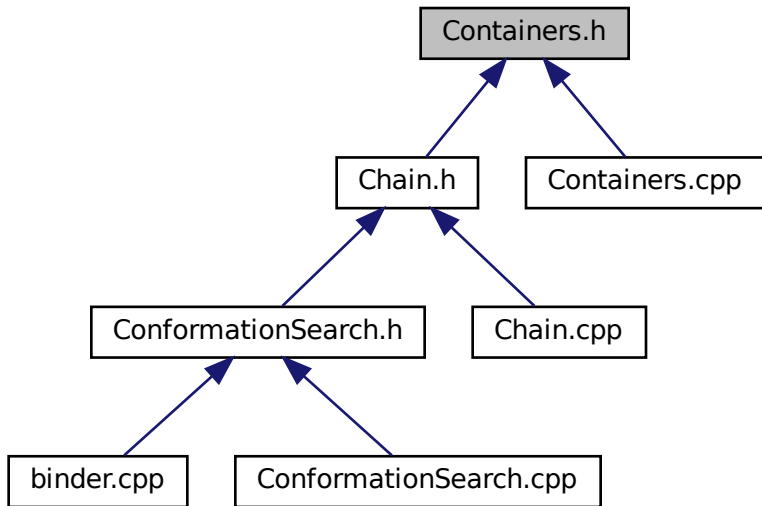 Containers.h
Chain.h
Containers.cpp
ConformationSearch.h
Chain.cpp
binder.cpp
ConformationSearch.cpp